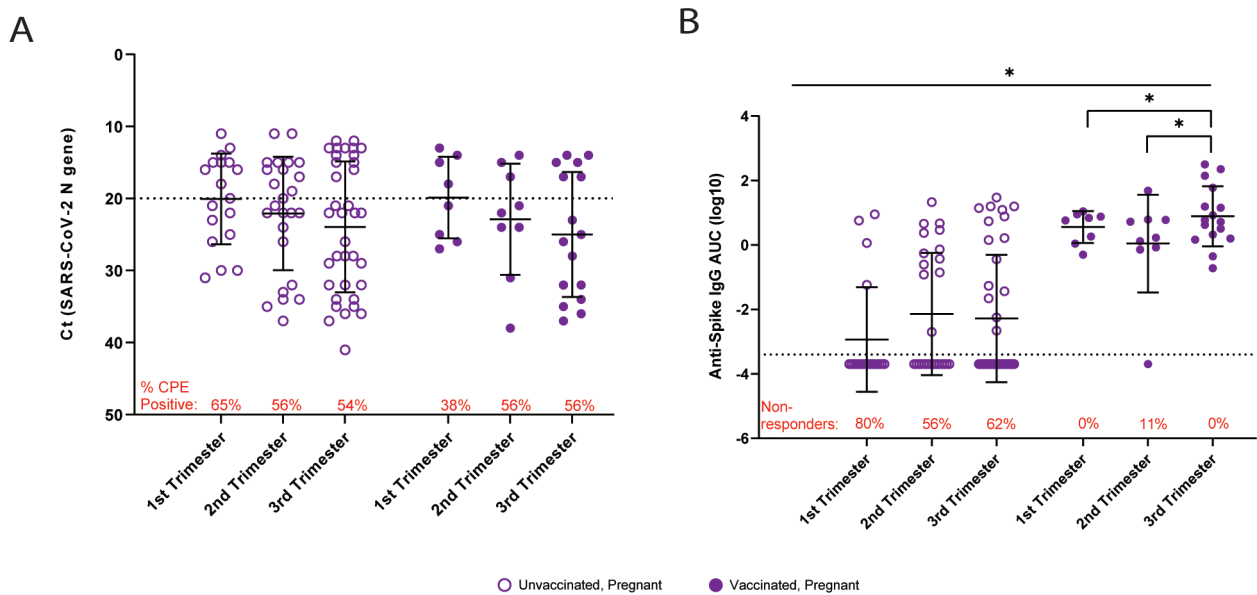 A
Ct (SARS-CoV-2 N gene)
0
10
20
30
40
50
% CPE
Positive: 65% 56% 54% 38% 56% 56%
1st Trimester
2nd Trimester
3rd Trimester
1st Trimester
2nd Trimester
3rd Trimester
B
*
*
*
Anti-Spike IgG AUC (log10)
4
2
0
-2
-4
-6
Non-
responders: 80% 56% 62% 0% 11% 0%
1st Trimester
2nd Trimester
3rd Trimester
1st Trimester
2nd Trimester
3rd Trimester
Unvaccinated, Pregnant
Vaccinated, Pregnant